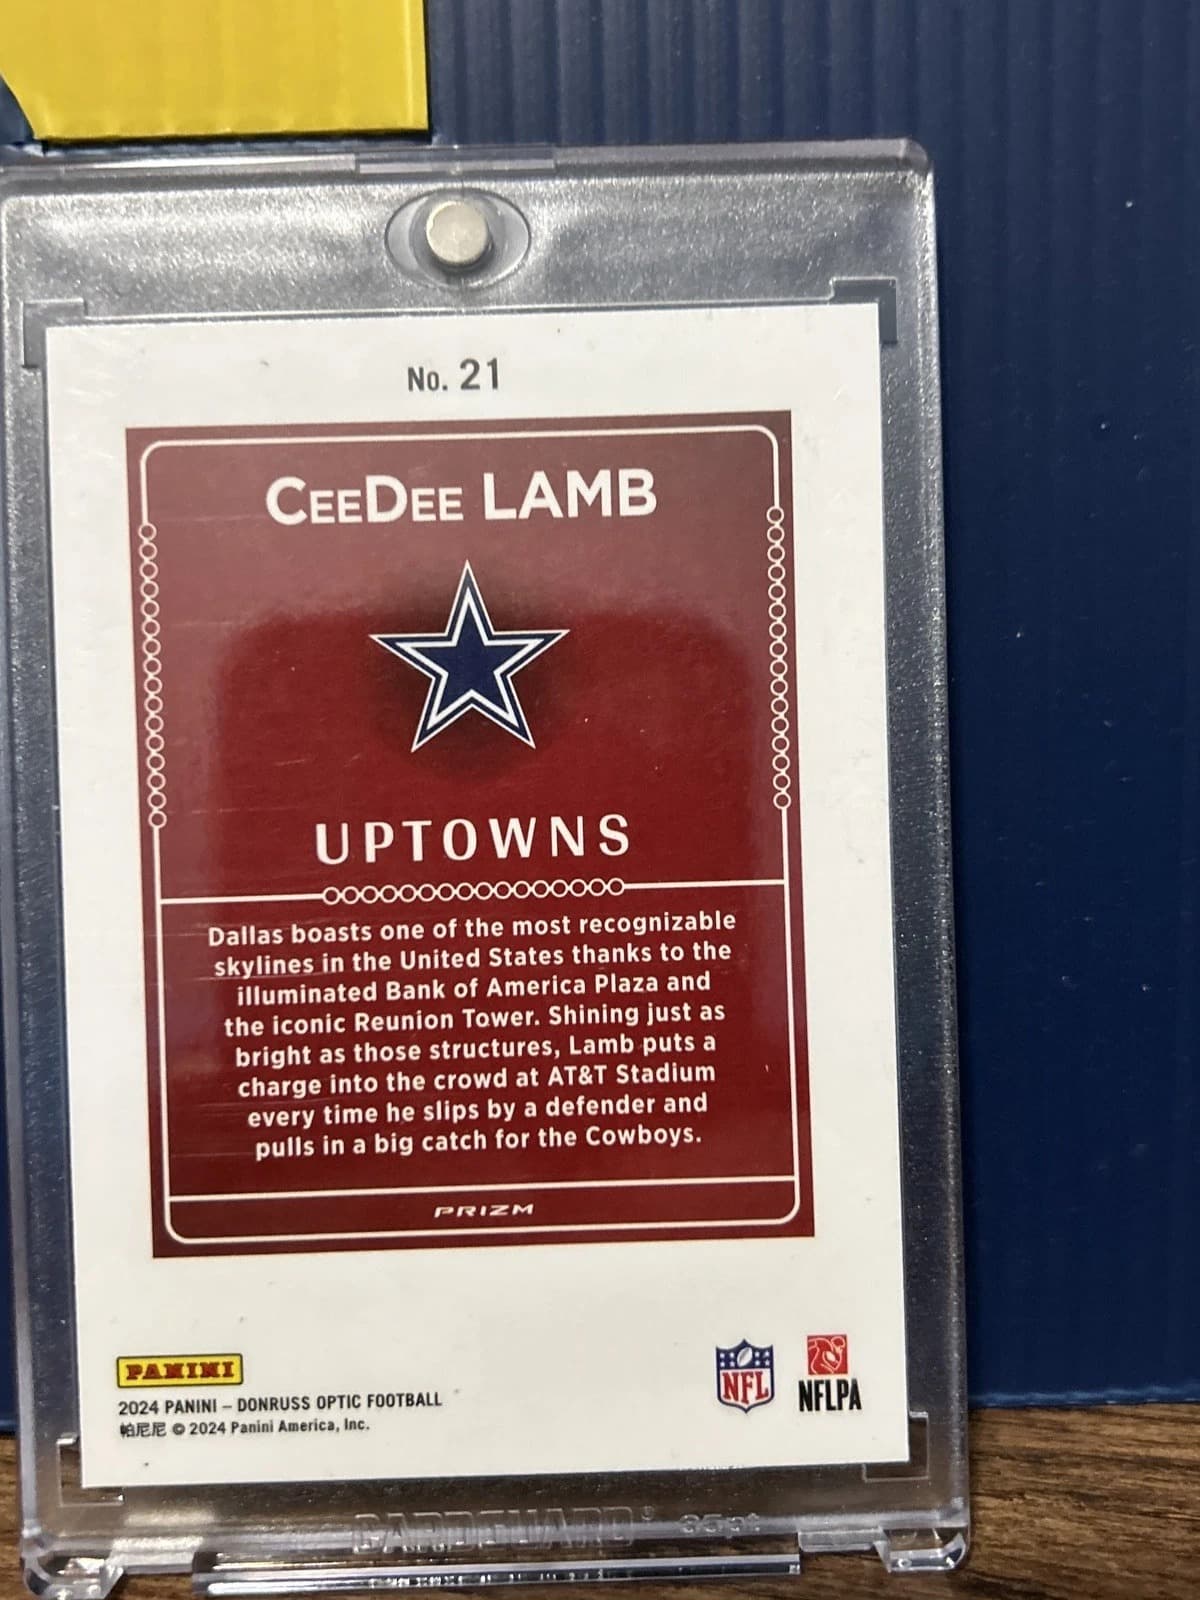 No. 21
CEEDEE LAMB
UPTOWNS
Dallas boasts one of the most recognizable
skylines in the United States thanks to the
illuminated Bank of America Plaza and
the iconic Reunion Tower. Shining just as
bright as those structures, Lamb puts a
charge into the crowd at AT&T Stadium
every time he slips by a defender and
pulls in a big catch for the Cowboys.
PRIZM
PANINI
NFL
NFLPA
2024 PANINI – DONRUSS OPTIC FOOTBALL
帕尼尼 © 2024 Panini America, Inc.
CARDGUARD® 35pt